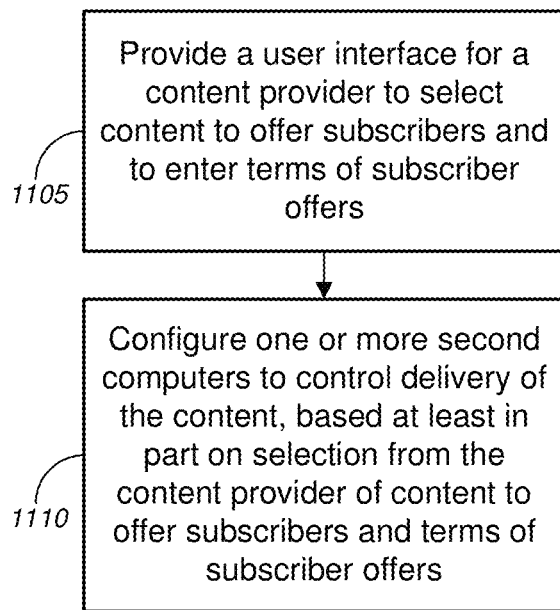 Provide a user interface for a
content provider to select
content to offer subscribers and
to enter terms of subscriber
offers
1105
Configure one or more second
computers to control delivery of
the content, based at least in
part on selection from the
content provider of content to
offer subscribers and terms of
subscriber offers
1110